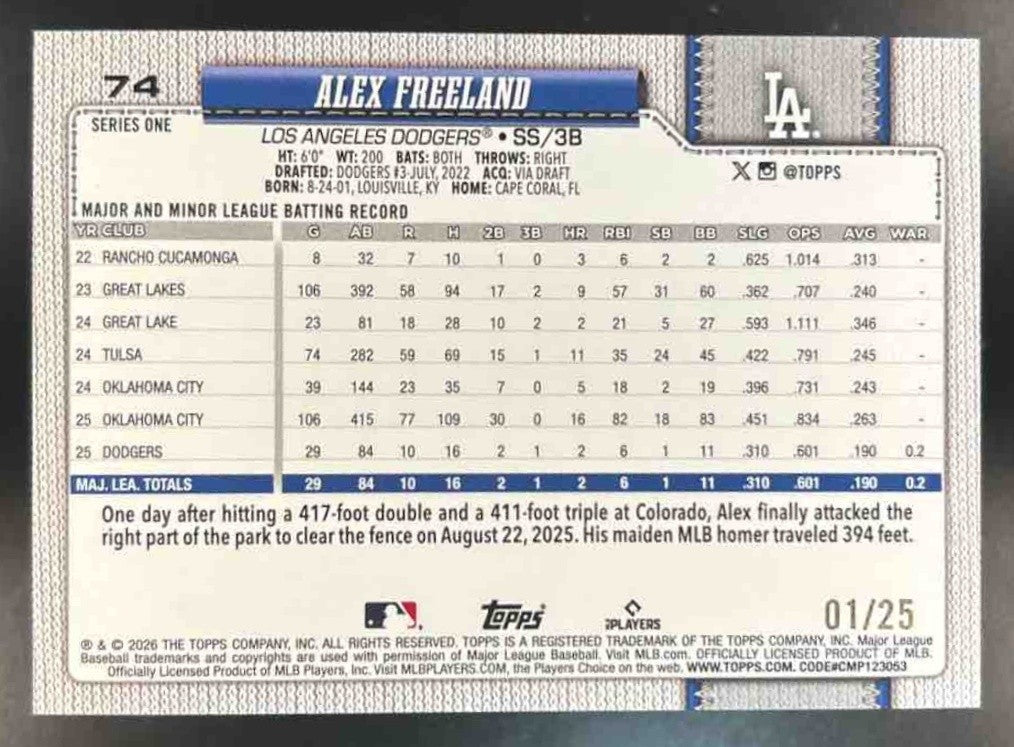 74
ALEX FREELAND
LA
SERIES ONE
LOS ANGELES DODGERS® • SS/3B
HT: 6'0" WT: 200 BATS: BOTH THROWS: RIGHT
DRAFTED: DODGERS #3-JULY, 2022 ACQ: VIA DRAFT
BORN: 8-24-01, LOUISVILLE, KY HOME: CAPE CORAL, FL
@TOPPS
MAJOR AND MINOR LEAGUE BATTING RECORD
YR CLUB G AB R H 2B 3B HR RBI SB BB SLG OPS AVG WAR
22 RANCHO CUCAMONGA 8 32 7 10 1 0 3 6 2 2 .625 1.014 .313 -
23 GREAT LAKES 106 392 58 94 17 2 9 57 31 60 .362 .707 .240 -
24 GREAT LAKE 23 81 18 28 10 2 2 21 5 27 .593 1.111 .346 -
24 TULSA 74 282 59 69 15 1 11 35 24 45 .422 .791 .245 -
24 OKLAHOMA CITY 39 144 23 35 7 0 5 18 2 19 .396 .731 .243 -
25 OKLAHOMA CITY 106 415 77 109 30 0 16 82 18 83 .451 .834 .263 -
25 DODGERS 29 84 10 16 2 1 2 6 1 11 .310 .601 .190 0.2
MAJ. LEA. TOTALS 29 84 10 16 2 1 2 6 1 11 .310 .601 .190 0.2
One day after hitting a 417-foot double and a 411-foot triple at Colorado, Alex finally attacked the
right part of the park to clear the fence on August 22, 2025. His maiden MLB homer traveled 394 feet.
Topps
PLAYERS
01/25
® & © 2026 THE TOPPS COMPANY, INC. ALL RIGHTS RESERVED. TOPPS IS A REGISTERED TRADEMARK OF THE TOPPS COMPANY, INC. Major League
Baseball trademarks and copyrights are used with permission of Major League Baseball. Visit MLB.com. OFFICIALLY LICENSED PRODUCT OF MLB.
Officially Licensed Product of MLB Players, Inc. Visit MLBPLAYERS.COM, the Players Choice on the web. WWW.TOPPS.COM. CODE#CMP123053